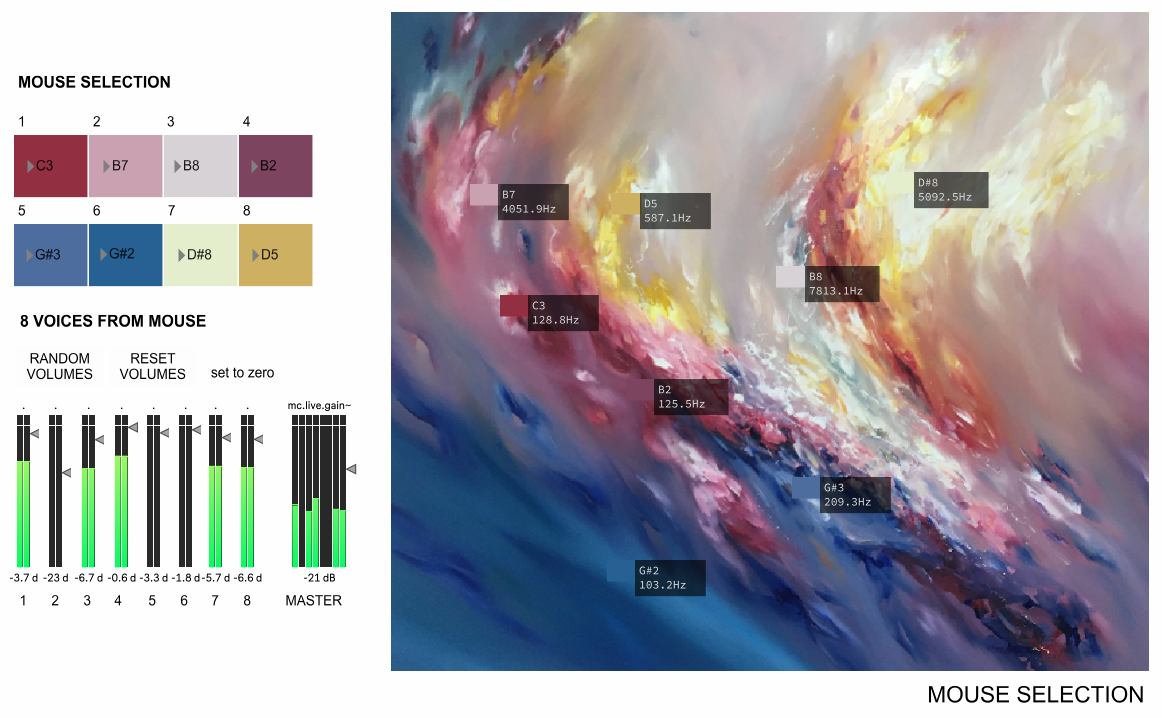 MOUSE SELECTION
1 2 3 4
C3 B7 B8 B2
5 6 7 8
G#3 G#2 D#8 D5
8 VOICES FROM MOUSE
RANDOM VOLUMES
RESET VOLUMES
set to zero
mc.live.gain~
-3.7 d -23 d -6.7 d -0.6 d -3.3 d -1.8 d -5.7 d -6.6 d -21 dB
1 2 3 4 5 6 7 8 MASTER
B7
4051.9Hz
D5
587.1Hz
D#8
5092.5Hz
B8
7813.1Hz
C3
128.8Hz
B2
125.5Hz
G#3
209.3Hz
G#2
103.2Hz
MOUSE SELECTION